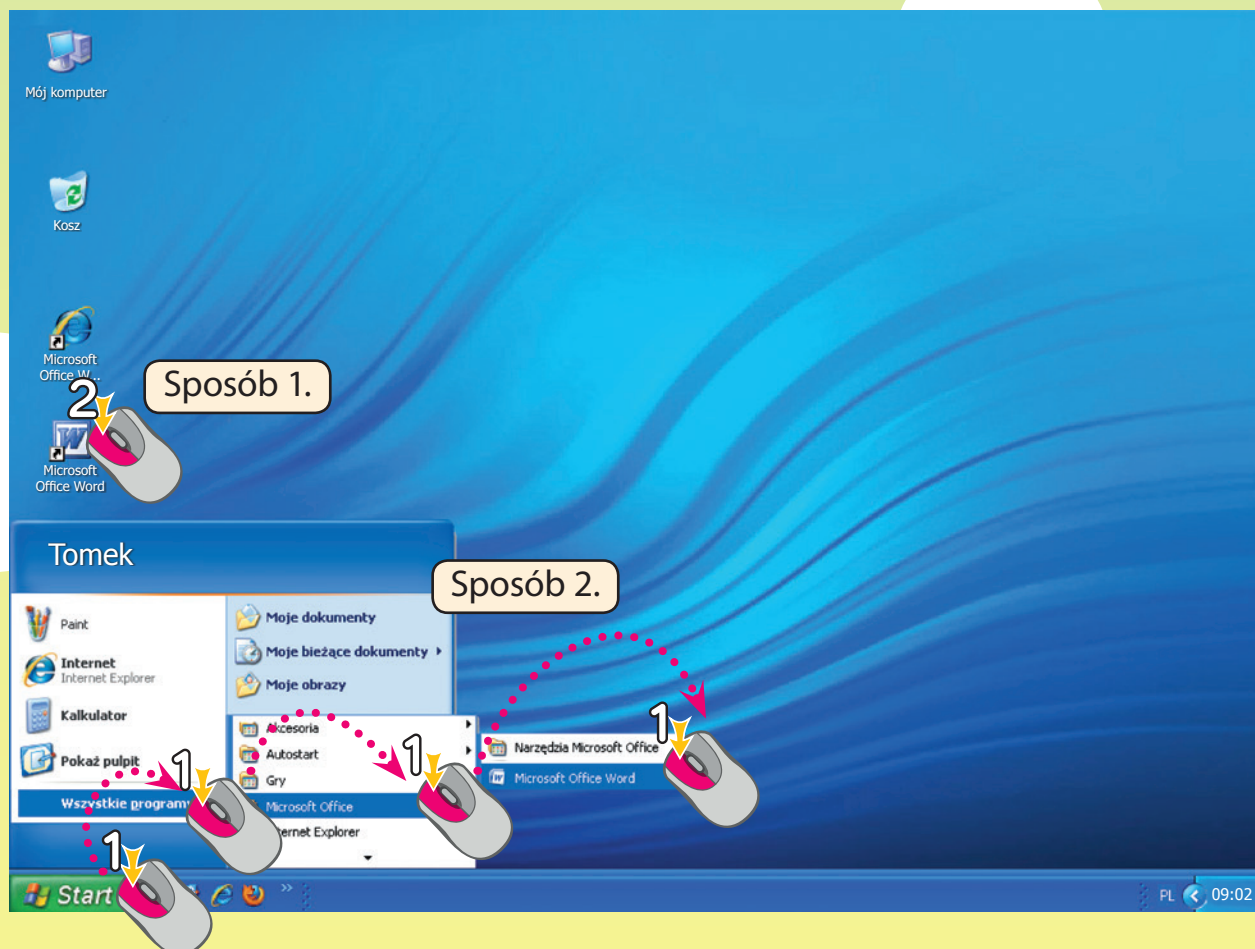 Mój komputer
Kosz
Microsoft
Office W...
2
Sposób 1.
Microsoft
Office Word
Tomek
Sposób 2.
Paint
Internet
Internet Explorer
Kalkulator
Pokaż pulpit
1
Wszystkie programy
Moje dokumenty
Moje bieżące dokumenty
Moje obrazy
Akcesoria
Autostart
Gry
1
Microsoft Office
ternet Explorer
Narzędzia Microsoft Office
1
Microsoft Office Word
1
Start
»
PL
09:02